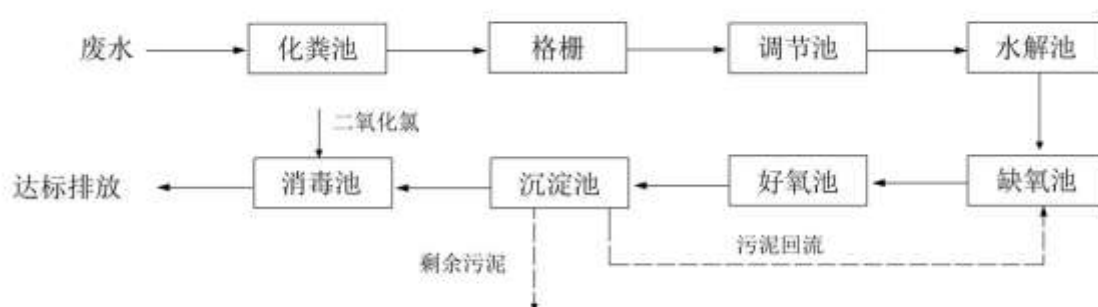 废水
化粪池
格栅
调节池
水解池
二氧化氯
达标排放
消毒池
沉淀池
好氧池
缺氧池
剩余污泥
污泥回流